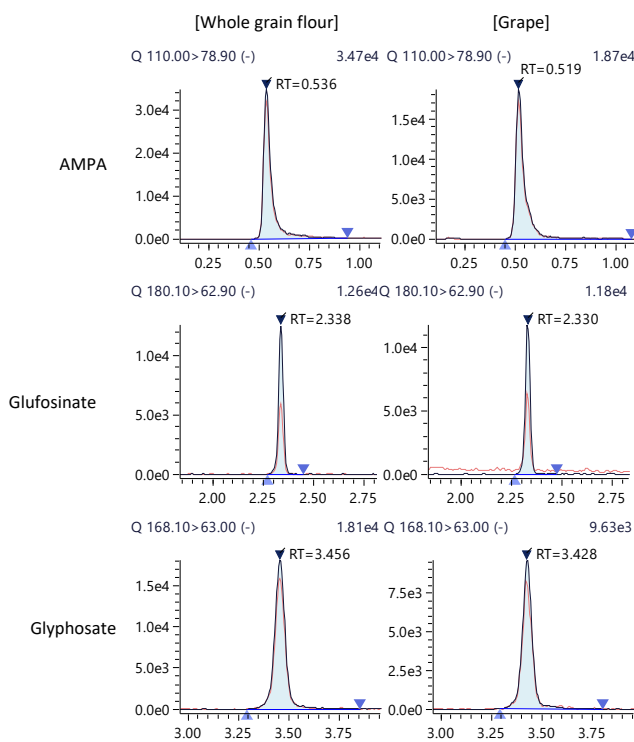 [Whole grain flour] [Grape]
Q 110.00>78.90 (-) 3.47e4 Q 110.00>78.90 (-) 1.87e4
RT=0.536 RT=0.519
3.0e4
2.0e4
1.0e4
0.0e0
1.5e4
1.0e4
5.0e3
0.0e0
AMPA
0.25 0.50 0.75 1.00 0.25 0.50 0.75 1.00
Q 180.10>62.90 (-) 1.26e4 Q 180.10>62.90 (-) 1.18e4
RT=2.338 RT=2.330
1.0e4
5.0e3
0.0e0
1.0e4
5.0e3
0.0e0
Glufosinate
2.00 2.25 2.50 2.75 2.00 2.25 2.50 2.75
Q 168.10>63.00 (-) 1.81e4 Q 168.10>63.00 (-) 9.63e3
RT=3.456 RT=3.428
1.5e4
1.0e4
5.0e3
0.0e0
7.5e3
5.0e3
2.5e3
0.0e0
Glyphosate
3.00 3.25 3.50 3.75 3.00 3.25 3.50 3.75